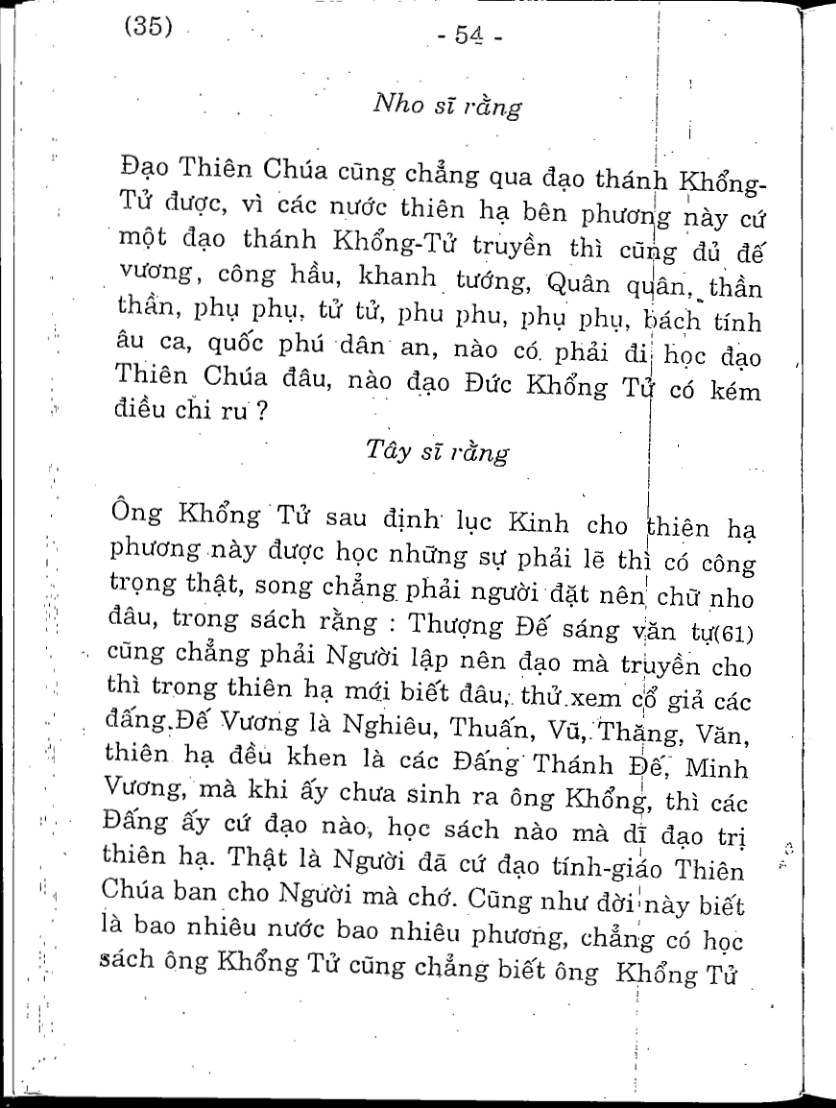 (35)
- 54 -
Nho sĩ rằng
Đạo Thiên Chúa cũng chẳng qua đạo thánh Khổng-
Tử được, vì các nước thiên hạ bên phương này cứ
một đạo thánh Khổng-Tử truyền thì cũng đủ đế
vương, công hầu, khanh tướng, Quân quân, thần
thần, phụ phụ, tử tử, phu phu, phụ phụ, bách tính
âu ca, quốc phú dân an, nào có phải đi học đạo
Thiên Chúa đâu, nào đạo Đức Khổng Tử có kém
điều chi ru ?
Tây sĩ rằng
Ông Khổng Tử sau định lục Kinh cho thiên hạ
phương này được học những sự phải lẽ thì có công
trọng thật, song chẳng phải người đặt nên chữ nho
đâu, trong sách rằng : Thượng Đế sáng văn tự(61)
cũng chẳng phải Người lập nên đạo mà truyền cho
thì trong thiên hạ mới biết đâu, thử xem cổ giả các
đấng Đế Vương là Nghiêu, Thuấn, Vũ, Thăng, Văn,
thiên hạ đều khen là các Đấng Thánh Đế, Minh
Vương, mà khi ấy chưa sinh ra ông Khổng, thì các
Đấng ấy cứ đạo nào, học sách nào mà dĩ đạo trị
thiên hạ. Thật là Người đã cứ đạo tính-giáo Thiên
Chúa ban cho Người mà chớ. Cũng như đời này biết
là bao nhiêu nước bao nhiêu phương, chẳng có học
sách ông Khổng Tử cũng chẳng biết ông Khổng Tử